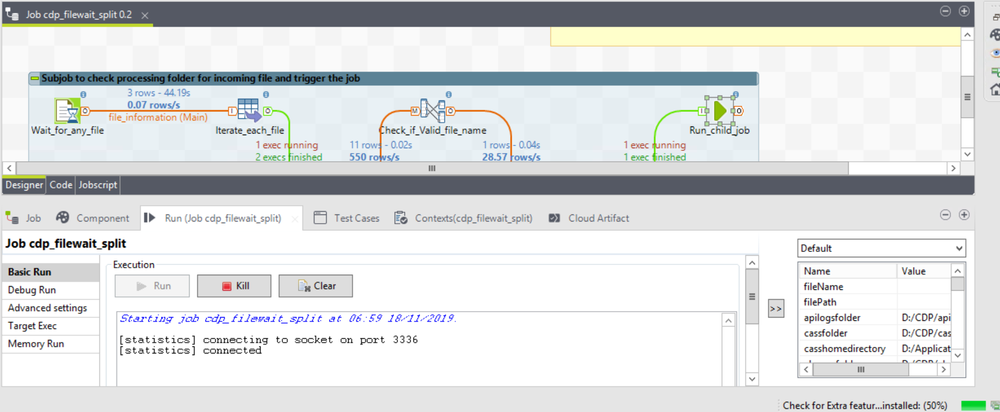 Job cdp_filewait_split 0.2
Subjob to check processing folder for incoming file and trigger the job
3 rows - 44.19s
0.07 rows/s
file_information (Main)
O I O M O I O
Wait_for_any_file
Iterate_each_file
Check_if_Valid_file_name
Run_child_job
1 exec running
2 execs finished
11 rows - 0.02s
550 rows/s
1 rows - 0.04s
28.57 rows/s
1 exec running
1 exec finished
Designer Code Jobscript
Job Component Run (Job cdp_filewait_split) Test Cases Contexts(cdp_filewait_split) Cloud Artifact
Job cdp_filewait_split
Basic Run
Debug Run
Advanced settings
Target Exec
Memory Run
Execution
Run Kill Clear
Starting job cdp_filewait_split at 06:59 18/11/2019.
[statistics] connecting to socket on port 3336
[statistics] connected
>>
Default
Name Value
fileName
filePath
apilogsfolder D:/CDP/api
cassfolder D:/CDP/cas
casshomedirectory D:/Applicat
Check for Extra featur...installed: (50%)